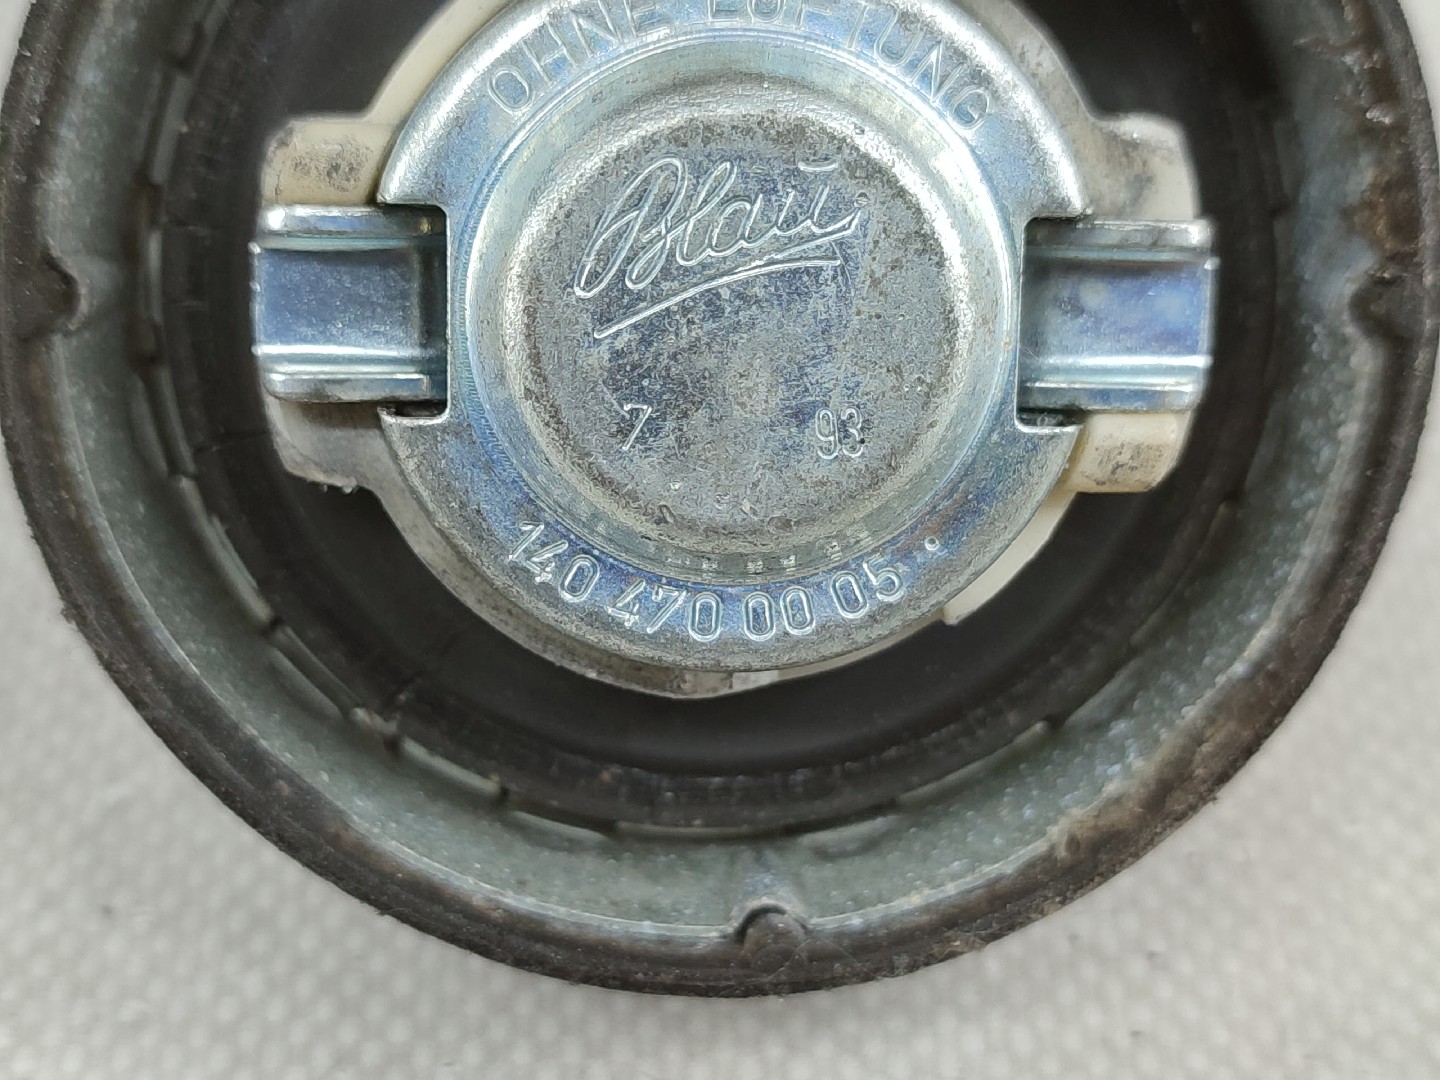 OHNE LÜFTUNG
Blau
7 93
140 470 00 05